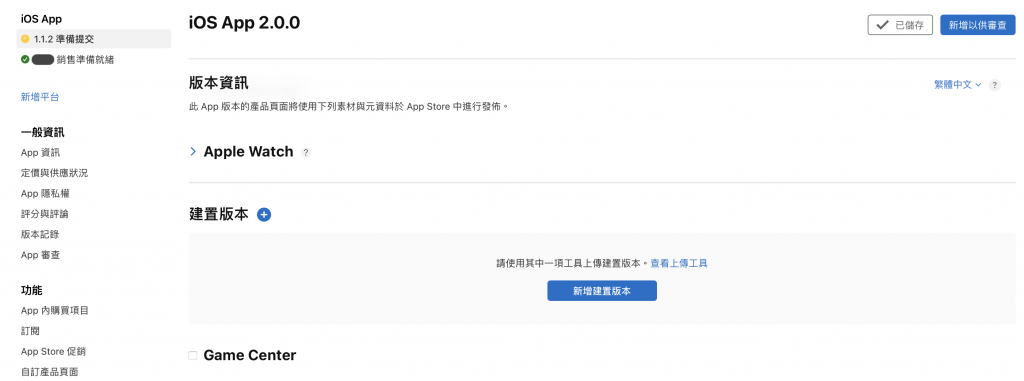 iOS App
1.1.2 準備提交
銷售準備就緒
新增平台
一般資訊
App 資訊
定價與供應狀況
App 隱私權
評分與評論
版本記錄
App 審查
功能
App 內購買項目
訂閱
App Store 促銷
自訂產品頁面
iOS App 2.0.0
已儲存
新增以供審查
版本資訊
繁體中文 ?
此 App 版本的產品頁面將使用下列素材與元資料於 App Store 中進行發佈。
Apple Watch ?
建置版本
請使用其中一項工具上傳建置版本。查看上傳工具
新增建置版本
Game Center